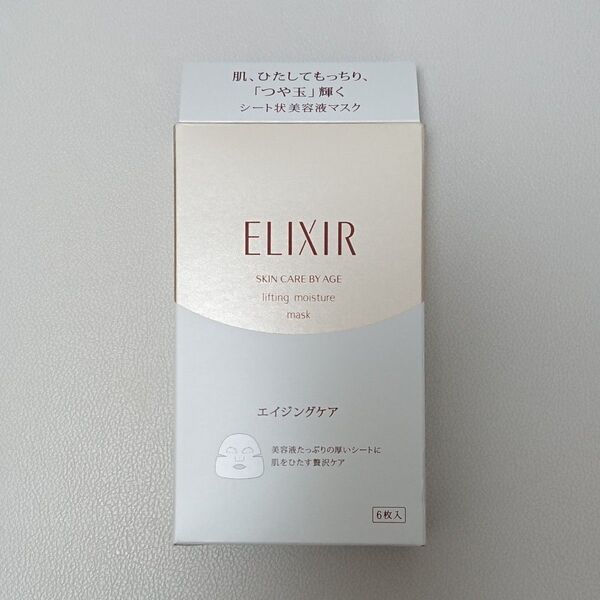 肌、ひたしてもっちり、
「つや玉」輝く
シート状美容液マスク
ELIXIR
SKIN CARE BY AGE
lifting moisture
mask
エイジングケア
美容液たっぷりの厚いシートに
肌をひたす贅沢ケア
6枚入